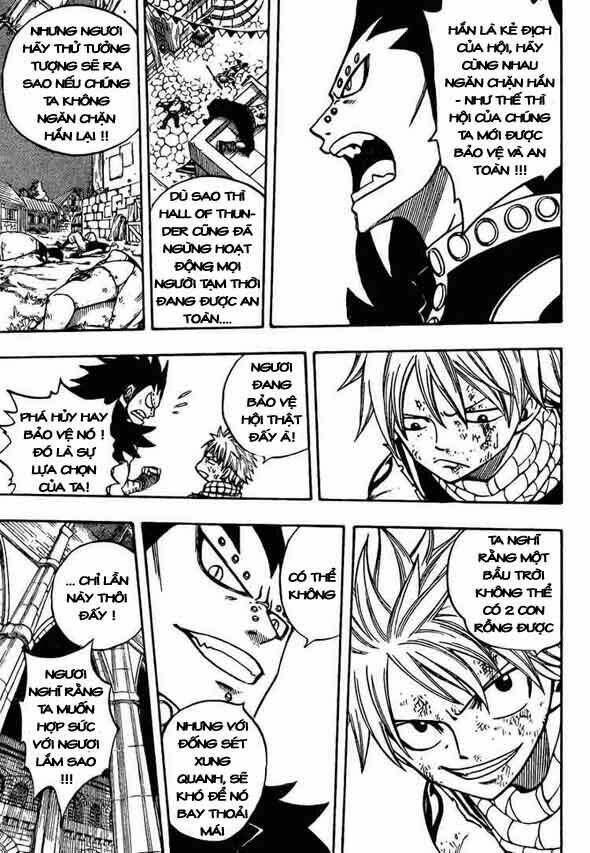 HẮN LÀ KẺ ĐỊCH
CỦA HỘI, HÃY
CÙNG NHAU
NGĂN CHẶN HẮN
- NHƯ THẾ THÌ
HỘI CỦA CHÚNG
TA MỚI ĐƯỢC
BẢO VỆ VÀ AN
TOÀN !!!
DÙ SAO THÌ
HALL OF THUN-
DER CŨNG ĐÃ
NGỪNG HOẠT
ĐỘNG MỌI
NGƯỜI TẠM THỜI
ĐANG ĐƯỢC AN
TOÀN....
NHƯNG NGƯƠI
HÃY THỬ TƯỞNG
TƯỢNG SẼ RA
SAO NẾU CHÚNG
TA KHÔNG
NGĂN CHẶN
HẮN LẠI !!
NGƯƠI
ĐANG
BẢO VỆ
HỘI THẬT
ĐẤY À!
PHÁ HỦY HAY
BẢO VỆ NÓ !
ĐÓ LÀ SỰ
LỰA CHỌN
CỦA TA!
TA NGHĨ
RẰNG MỘT
BẦU TRỜI
KHÔNG THỂ
CÓ 2 CON
RỒNG ĐƯỢC
CÓ THỂ
KHÔNG
NHƯNG VỚI
ĐỐNG SÉT
XUNG
QUANH, SẼ
KHÓ ĐỂ NÓ
BAY THOẢI
MÁI
... CHỈ LẦN
NÀY THÔI
ĐẤY !
NGƯƠI
NGHĨ RẰNG
TA MUỐN
HỢP SỨC
VỚI NGƯƠI
LẮM SAO
!!!